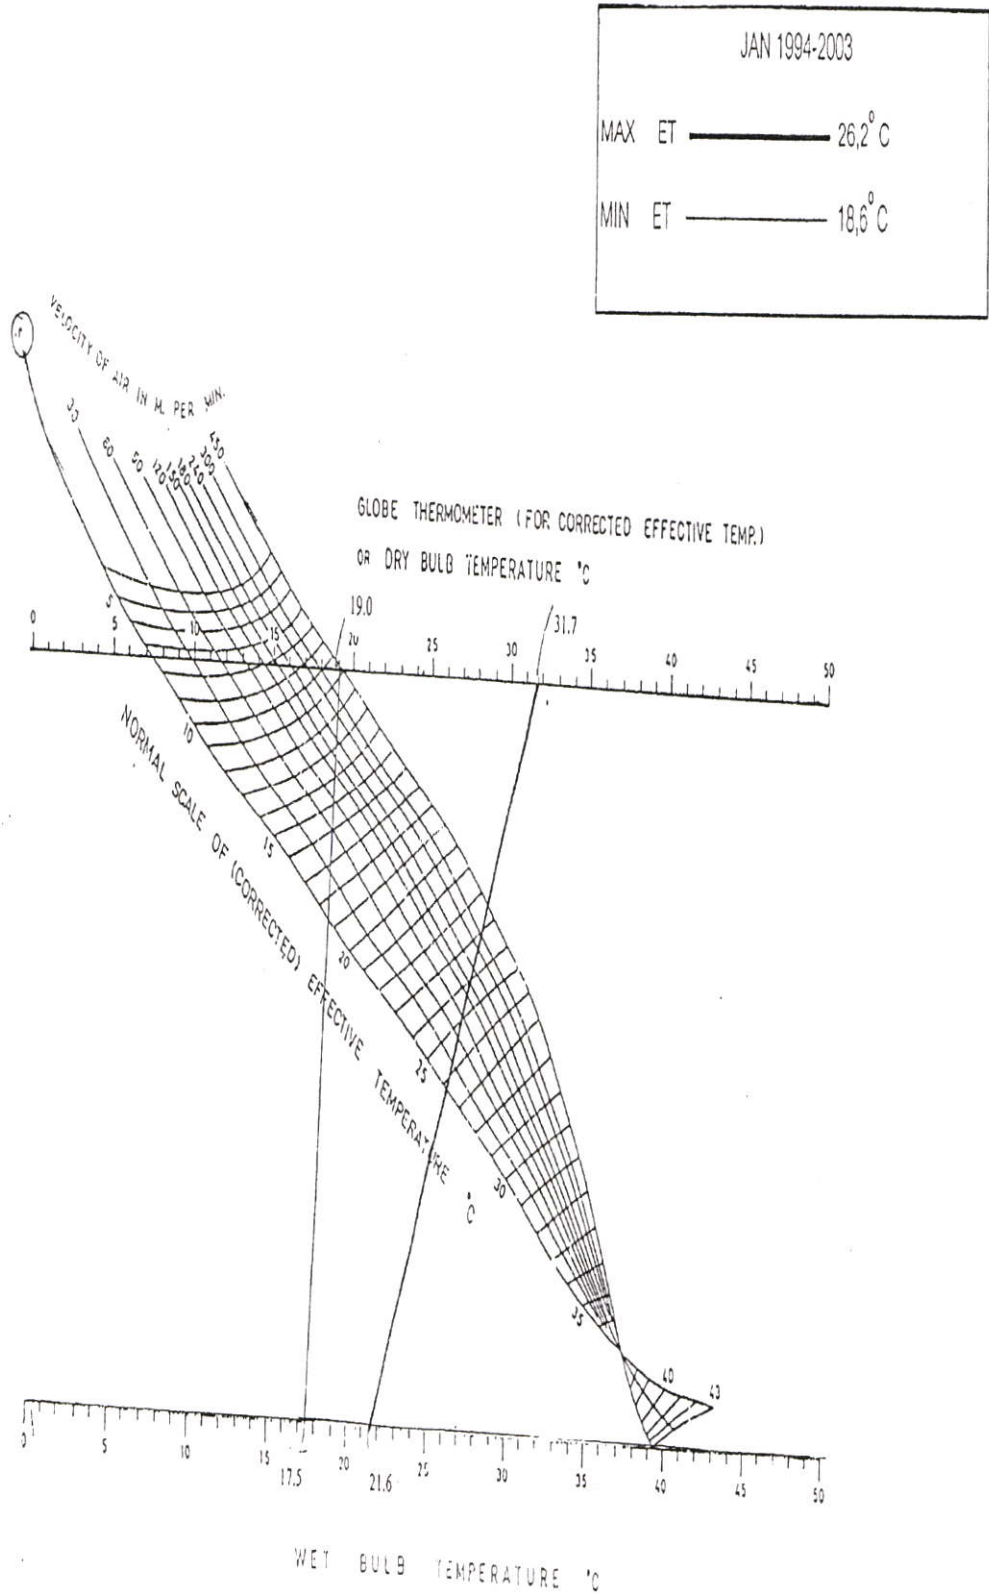 JAN 1994-2003
MAX ET 26,2°C
MIN ET 18,6°C
VELOCITY OF AIR IN M. PER MIN.
30 60 90 120 150 180 240 300 450
GLOBE THERMOMETER (FOR CORRECTED EFFECTIVE TEMP.)
OR DRY BULB TEMPERATURE °C
19.0
31.7
0 5 10 15 20 25 30 35 40 45 50
NORMAL SCALE OF (CORRECTED) EFFECTIVE TEMPERATURE °C
5 10 15 20 25 30 35 40 43
0 5 10 15 20 25 30 35 40 45 50
17.5
21.6
WET BULB TEMPERATURE °C